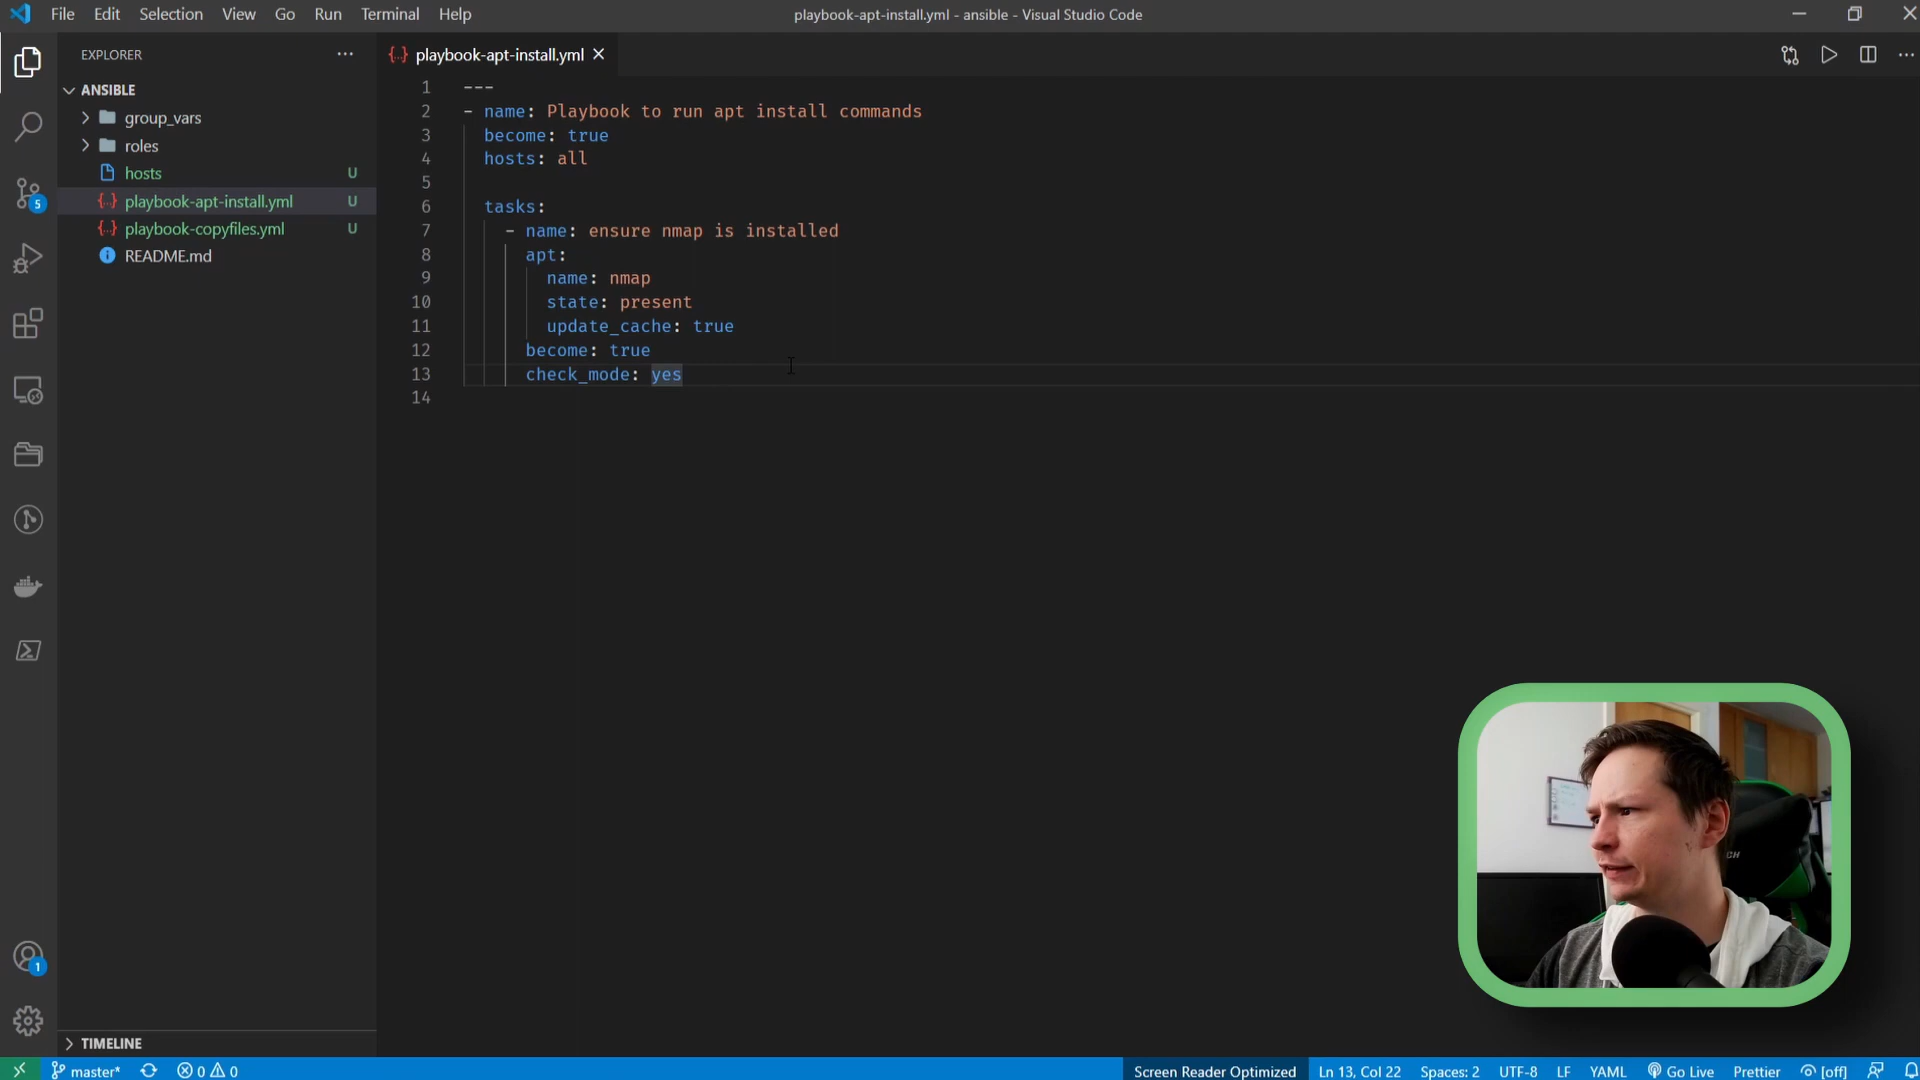 File Edit Selection View Go Run Terminal Help
playbook-apt-install.yml - ansible - Visual Studio Code
EXPLORER
playbook-apt-install.yml
ANSIBLE
group_vars
roles
hosts U
playbook-apt-install.yml U
playbook-copyfiles.yml U
README.md
1 ---
2 - name: Playbook to run apt install commands
3 become: true
4 hosts: all
5
6 tasks:
7 - name: ensure nmap is installed
8 apt:
9 name: nmap
10 state: present
11 update_cache: true
12 become: true
13 check_mode: yes
14
5
1
TIMELINE
master* 0 0
Screen Reader Optimized Ln 13, Col 22 Spaces: 2 UTF-8 LF YAML Go Live Prettier [off]